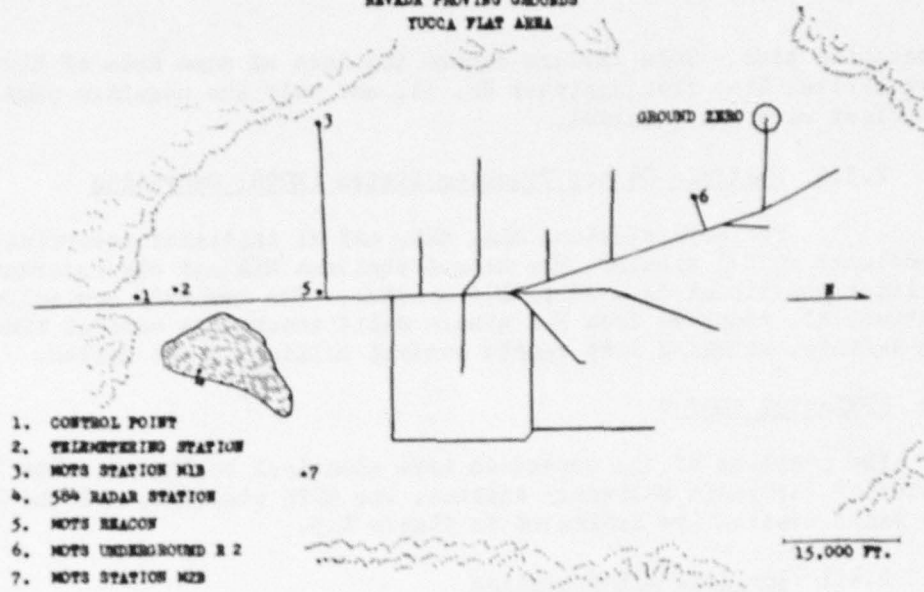 NEVADA PROVING GROUNDS
YUCCA FLAT AREA
3
GROUND ZERO
6
1
2
5
N
4
7
1. CONTROL POINT
2. TELEMETERING STATION
3. MOTS STATION M1B
4. 584 RADAR STATION
5. MOTS BEACON
6. MOTS UNDERGROUND R 2
7. MOTS STATION M2B
15,000 FT.